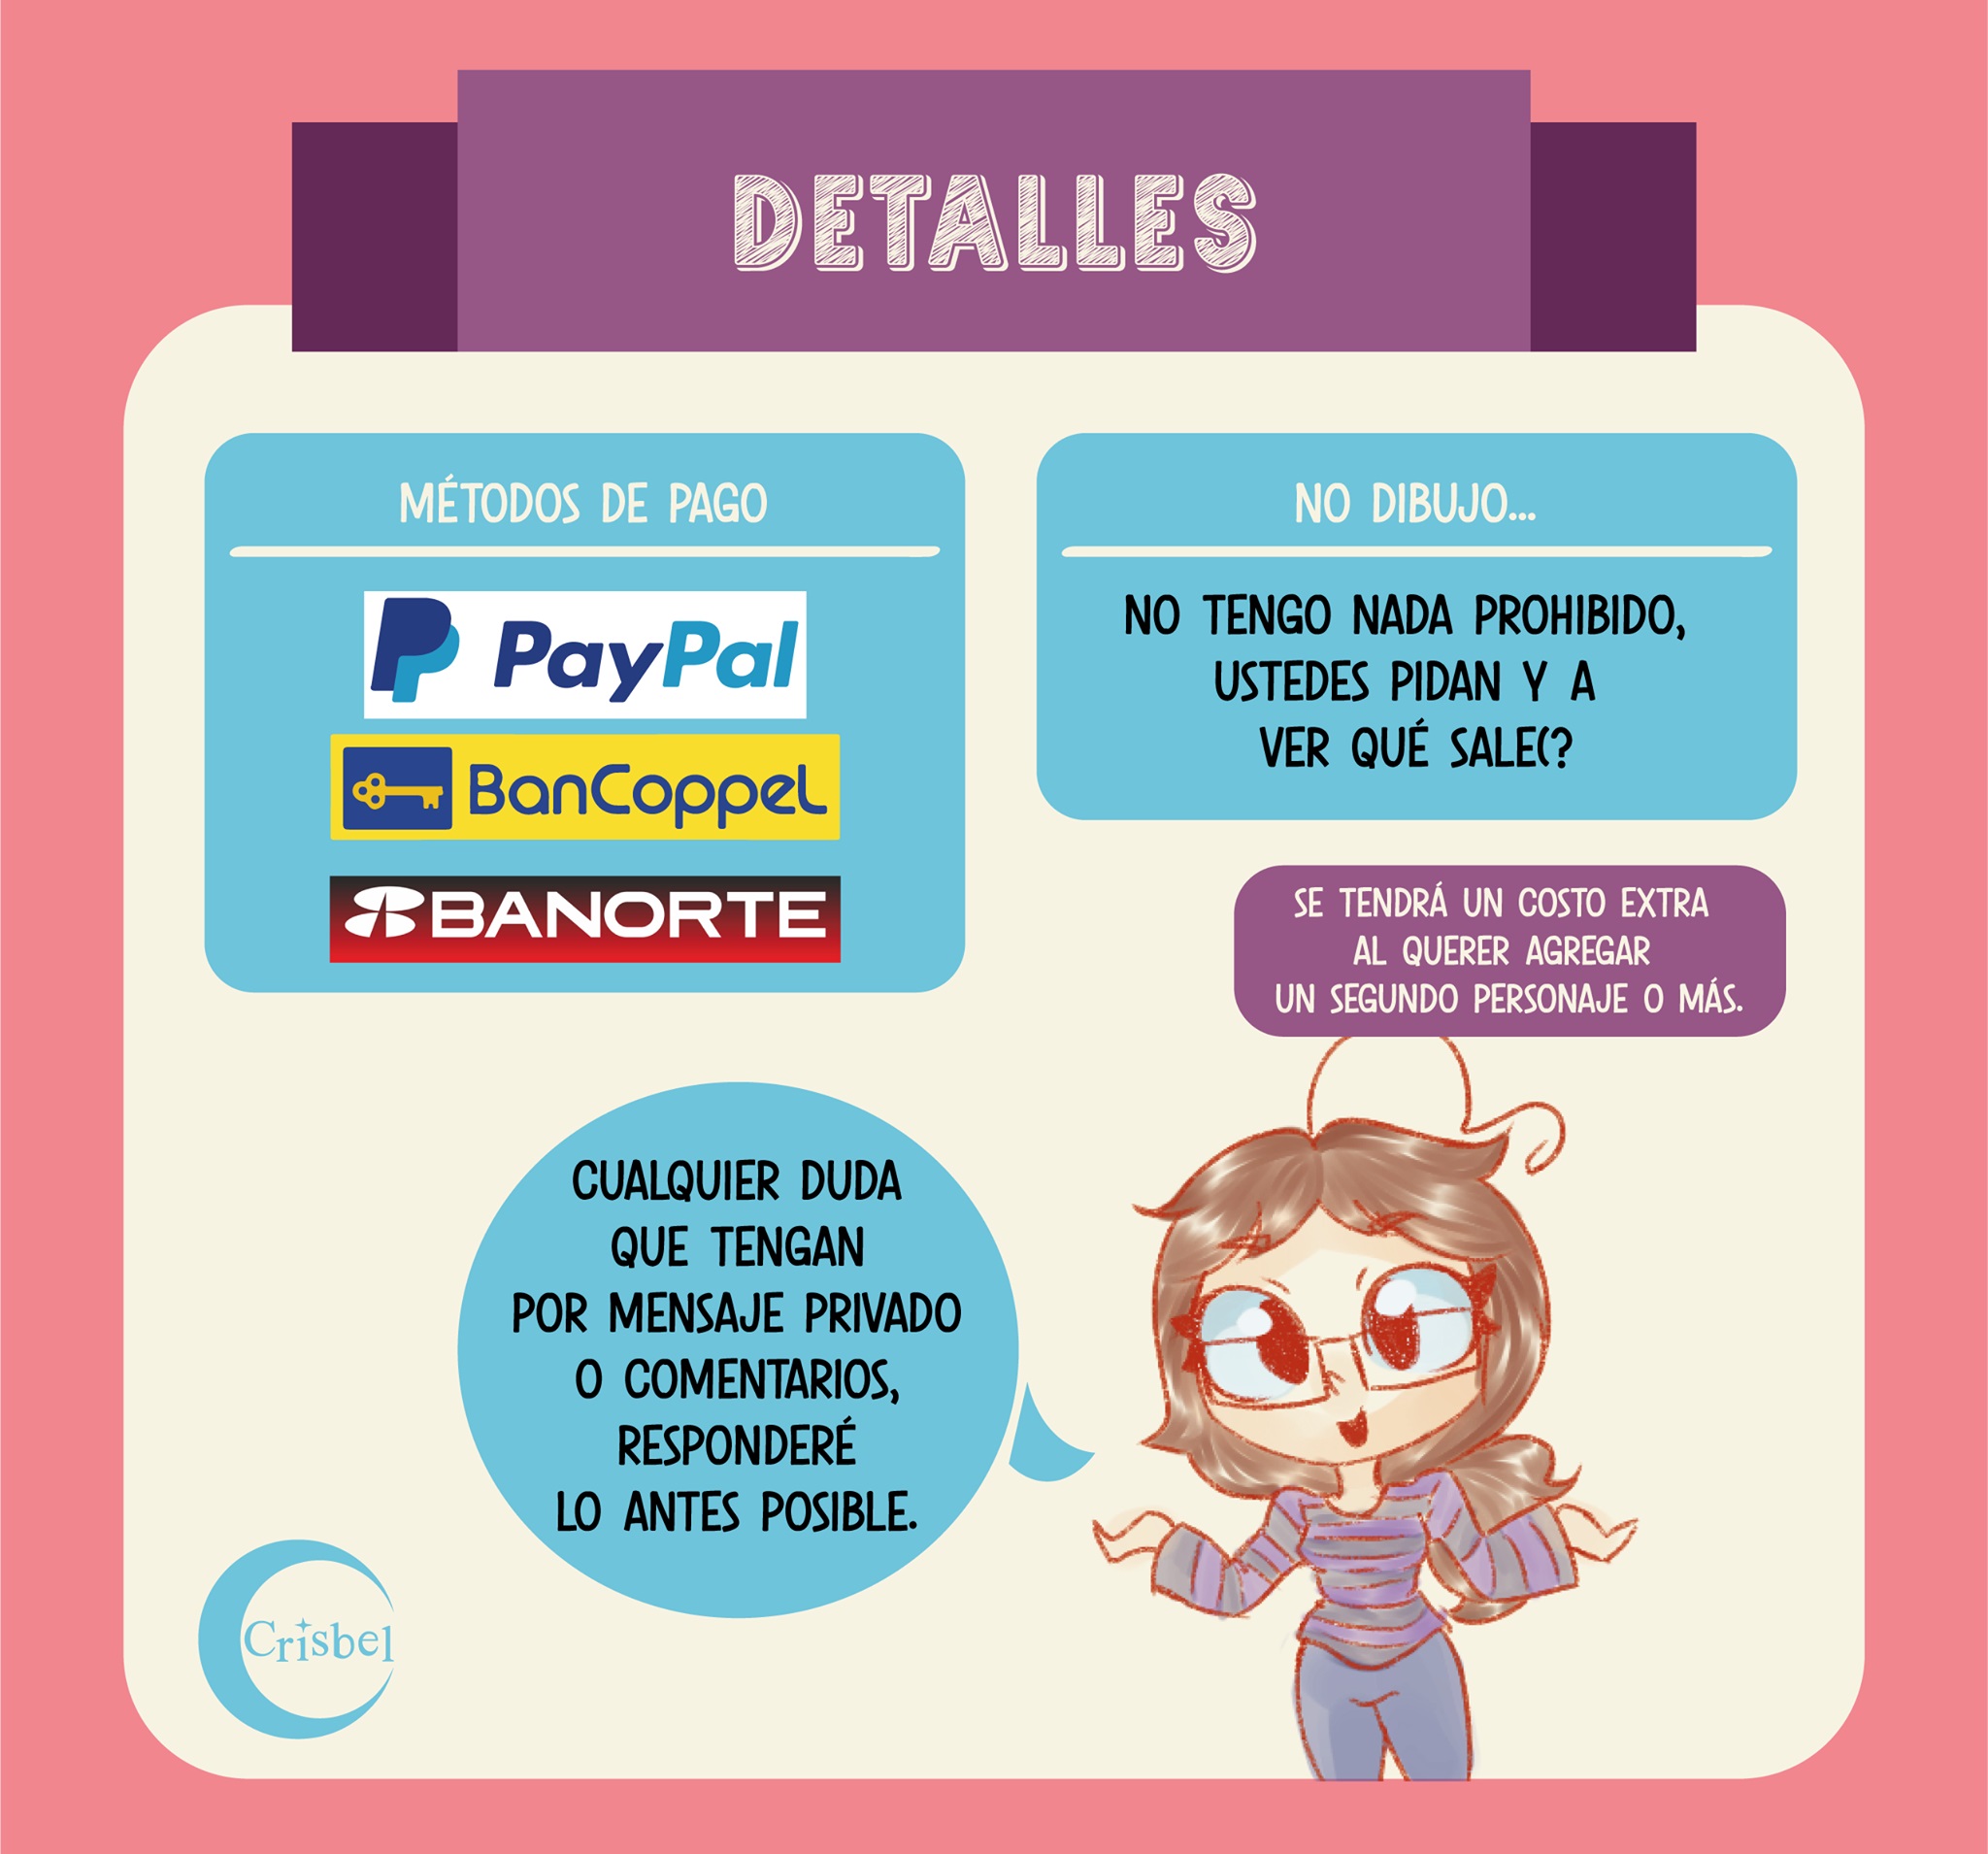 DETALLES
MÉTODOS DE PAGO
PayPal
BanCoppel
BANORTE
NO DIBUJO...
NO TENGO NADA PROHIBIDO,
USTEDES PIDAN Y A
VER QUÉ SALE(?
SE TENDRÁ UN COSTO EXTRA
AL QUERER AGREGAR
UN SEGUNDO PERSONAJE O MÁS.
CUALQUIER DUDA
QUE TENGAN
POR MENSAJE PRIVADO
O COMENTARIOS,
RESPONDERÉ
LO ANTES POSIBLE.
Crisbel